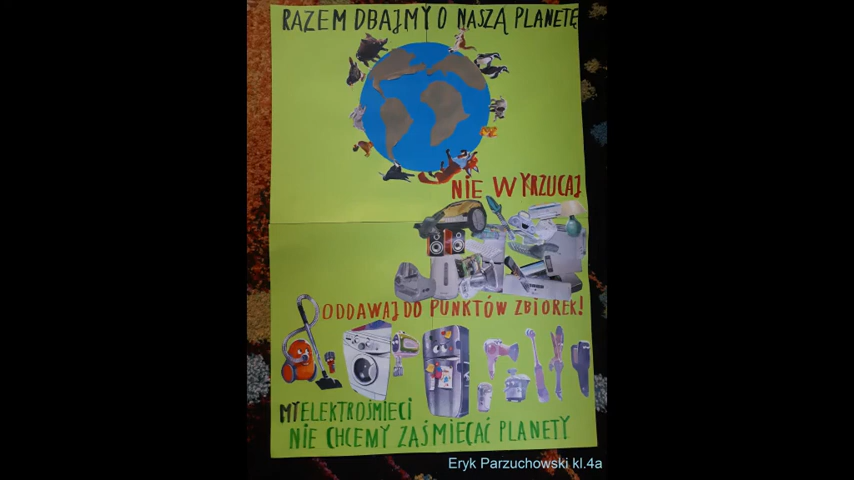 RAZEM DBAJMY O NASZĄ PLANETĘ
NIE WYRZUCAJ
ODDAWAJ DO PUNKTÓW ZBIOREK!
MY ELEKTROŚMIECI
NIE CHCEMY ZAŚMIECAĆ PLANETY
Eryk Parzuchowski kl.4a